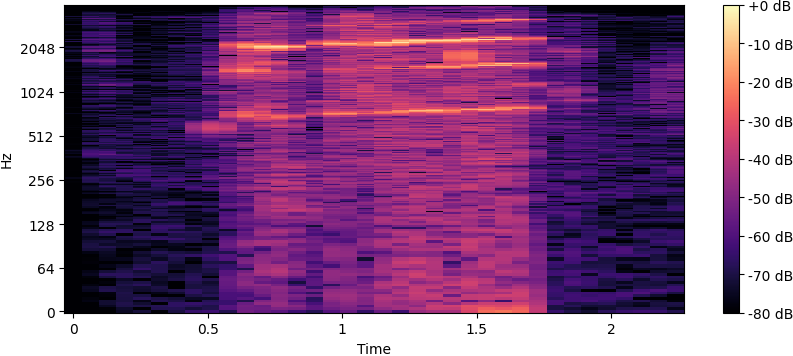 +0 dB
2048
-10 dB
1024
-20 dB
512
-30 dB
Hz
256
-40 dB
128
-50 dB
64
-60 dB
-70 dB
0
-80 dB
0 0.5 1 1.5 2
Time